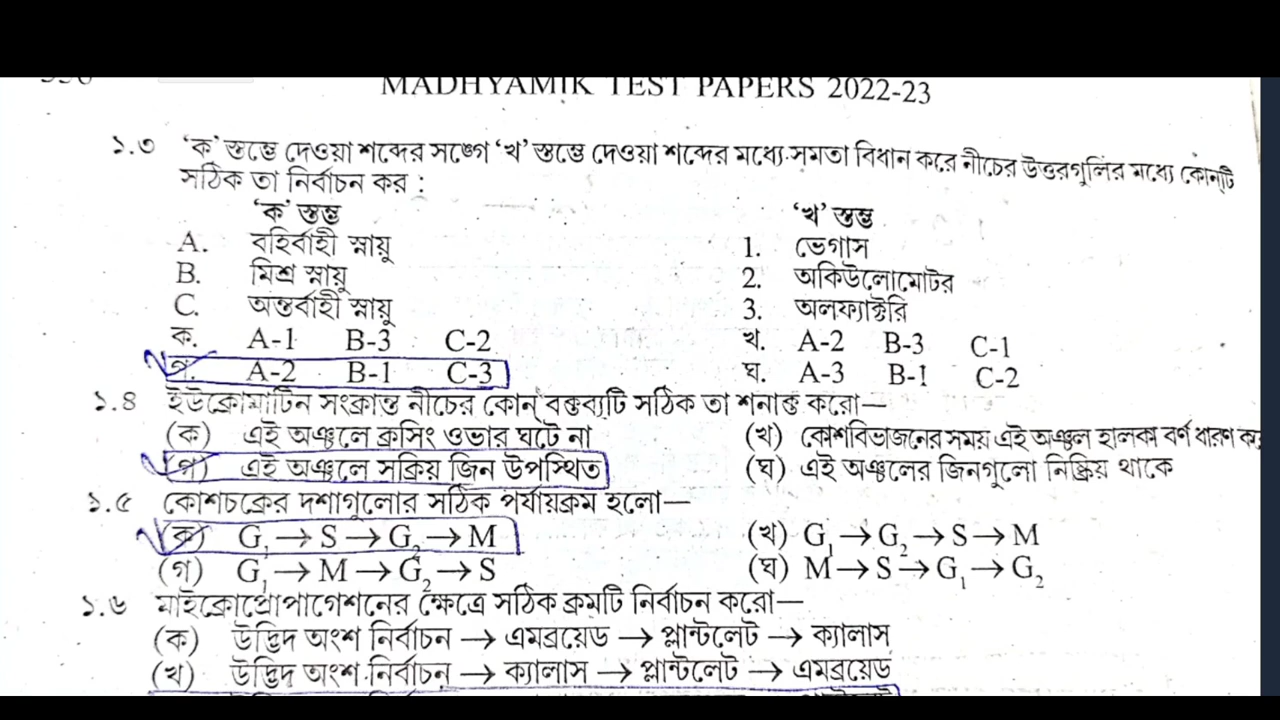 MADHYAMIK TEST PAPERS 2022-23
১.৩ ‘ক’ স্তম্ভে দেওয়া শব্দের সঙ্গে ‘খ’ স্তম্ভে দেওয়া শব্দের মধ্যে সমতা বিধান করে নীচের উত্তরগুলির মধ্যে কোন্‌টি
সঠিক তা নির্বাচন কর :
‘ক’ স্তম্ভ ‘খ’ স্তম্ভ
A. বহির্বাহী স্নায়ু 1. ভেগাস
B. মিশ্র স্নায়ু 2. অকিউলোমোটর
C. অন্তর্বাহী স্নায়ু 3. অলফ্যাক্টরি
ক. A-1 B-3 C-2 খ. A-2 B-3 C-1
গ. A-2 B-1 C-3 ঘ. A-3 B-1 C-2
১.৪ ইউক্রোমাটিন সংক্রান্ত নীচের কোন্ বক্তব্যটি সঠিক তা শনাক্ত করো—
(ক) এই অঞ্চলে ক্রসিং ওভার ঘটে না (খ) কোশবিভাজনের সময় এই অঞ্চল হালকা বর্ণ ধারণ
(গ) এই অঞ্চলে সক্রিয় জিন উপস্থিত (ঘ) এই অঞ্চলের জিনগুলো নিষ্ক্রিয় থাকে
১.৫ কোশচক্রের দশাগুলোর সঠিক পর্যায়ক্রম হলো—
(ক) G₁ → S → G₂ → M (খ) G₁ → G₂ → S → M
(গ) G₁ → M → G₂ → S (ঘ) M → S → G₁ → G₂
১.৬ মাইক্রোপ্রোপাগেশনের ক্ষেত্রে সঠিক ক্রমটি নির্বাচন করো—
(ক) উদ্ভিদ অংশ নির্বাচন → এমব্রয়েড → প্লান্টলেট → ক্যালাস
(খ) উদ্ভিদ অংশ নির্বাচন → ক্যালাস → প্লান্টলেট → এমব্রয়েড